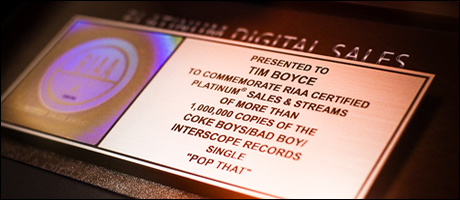 PLATINUM DIGITAL SALES
RIAA
PRESENTED TO
TIM BOYCE
TO COMMEMORATE RIAA CERTIFIED
PLATINUM® SALES & STREAMS
OF MORE THAN
1,000,000 COPIES OF THE
COKE BOYS/BAD BOY/
INTERSCOPE RECORDS
SINGLE
"POP THAT"